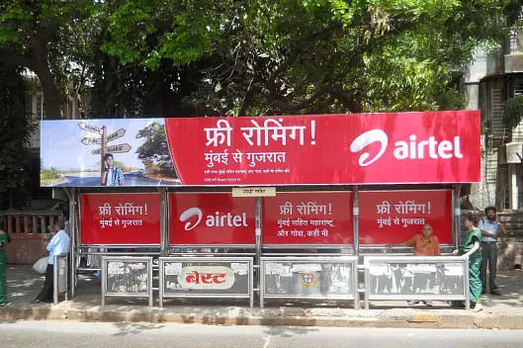 फ्री रोमिंग!
मुंबई से गुजरात
airtel
फ्री रोमिंग!
मुंबई से गुजरात
airtel
फ्री रोमिंग!
मुंबई सहित महाराष्ट्र
और गोवा, कहीं भी
फ्री रोमिंग!
मुंबई से गुजरात
बेस्ट